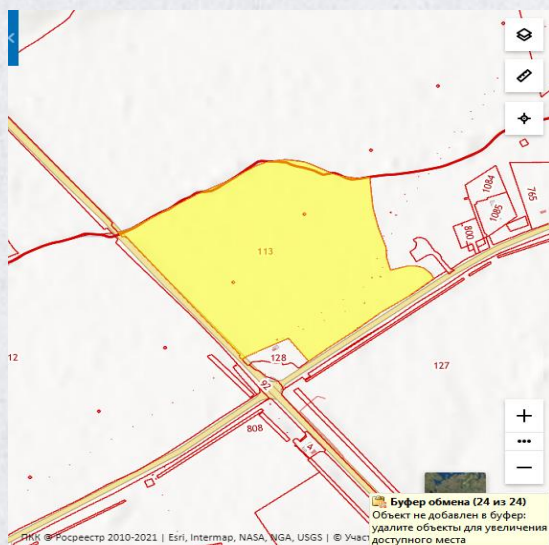 1084
765
1085
800
113
128
12
127
92
808
4
Буфер обмена (24 из 24)
Объект не добавлен в буфер:
удалите объекты для увеличения
доступного места
ПКК © Росреестр 2010-2021 | Esri, Intermap, NASA, NGA, USGS | © Участ